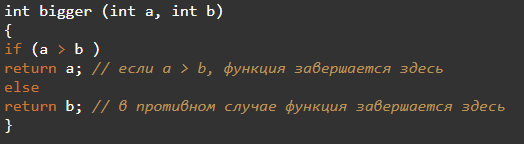 int bigger (int a, int b)
{
if (a > b )
return a; // если a > b, функция завершается здесь
else
return b; // в противном случае функция завершается здесь
}